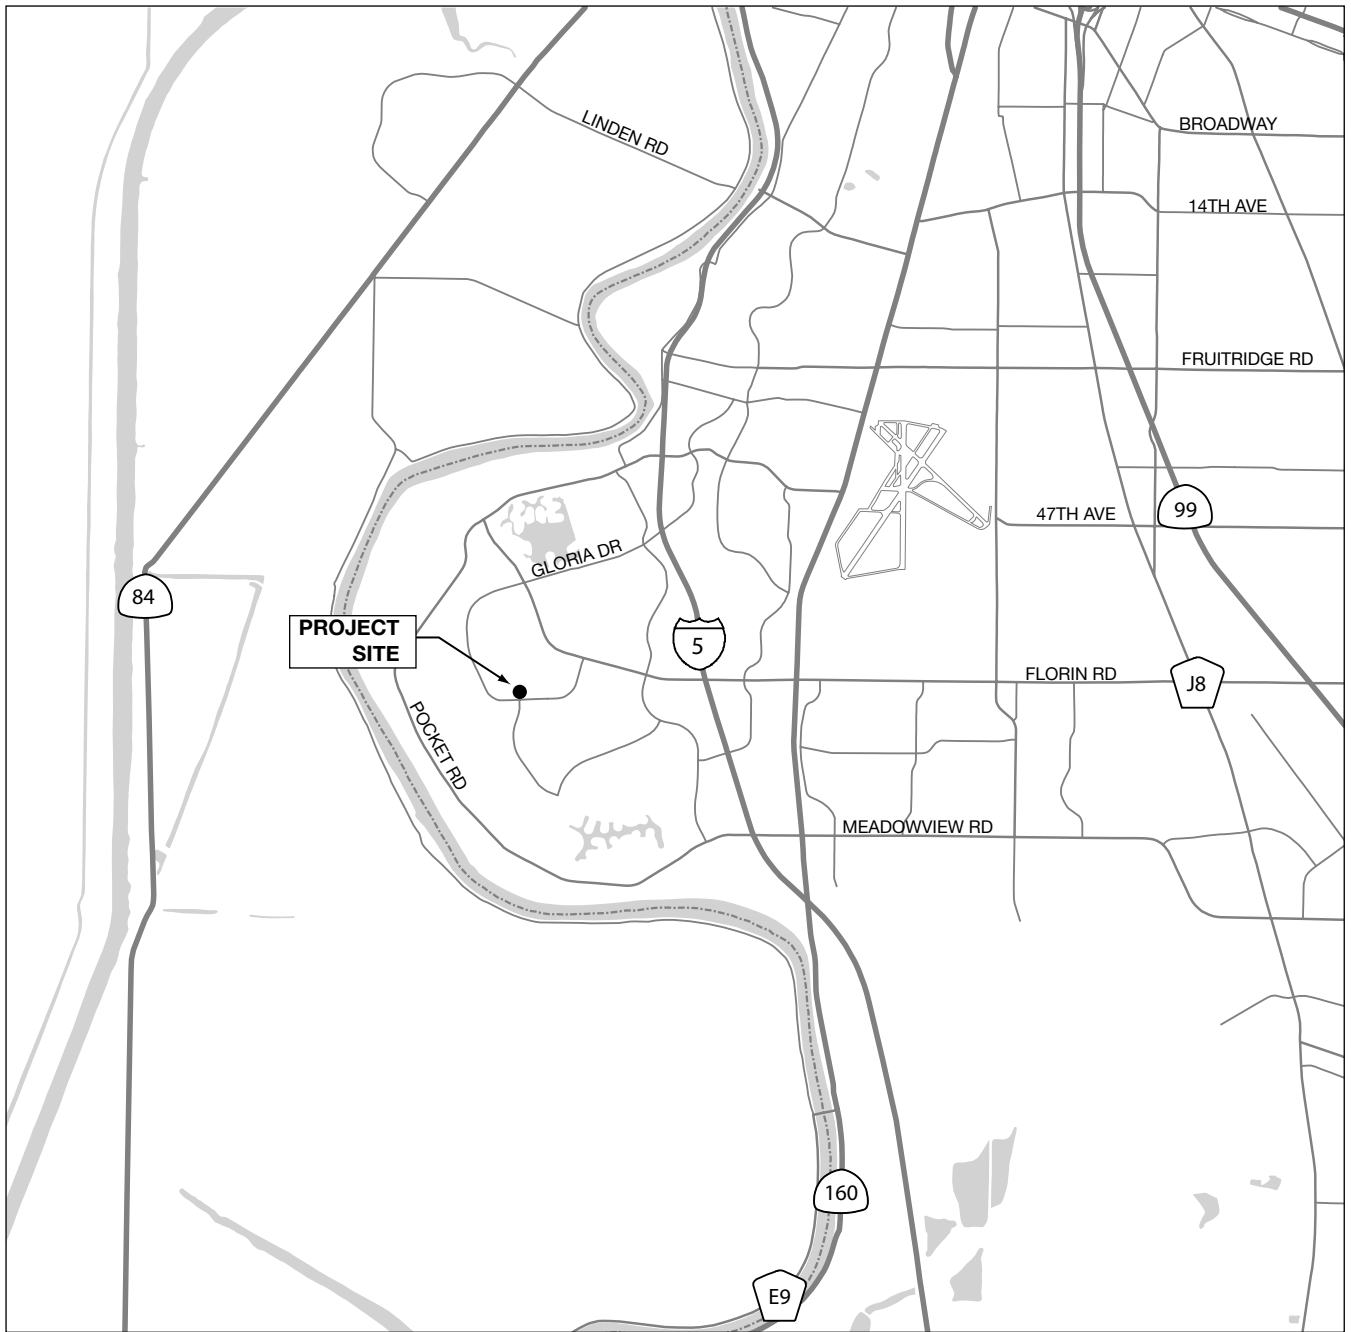 LINDEN RD
BROADWAY
14TH AVE
FRUITRIDGE RD
99
47TH AVE
GLORIA DR
84
PROJECT
SITE
5
FLORIN RD
J8
POCKET RD
MEADOWVIEW RD
160
E9